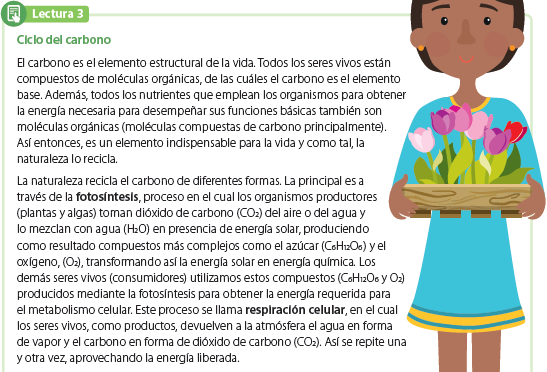 Lectura 3
Ciclo del carbono
El carbono es el elemento estructural de la vida. Todos los seres vivos están
compuestos de moléculas orgánicas, de las cuáles el carbono es el elemento
base. Además, todos los nutrientes que emplean los organismos para obtener
la energía necesaria para desempeñar sus funciones básicas también son
moléculas orgánicas (moléculas compuestas de carbono principalmente).
Así entonces, es un elemento indispensable para la vida y como tal, la
naturaleza lo recicla.
La naturaleza recicla el carbono de diferentes formas. La principal es a
través de la fotosíntesis, proceso en el cual los organismos productores
(plantas y algas) toman dióxido de carbono (CO₂) del aire o del agua y
lo mezclan con agua (H₂O) en presencia de energía solar, produciendo
como resultado compuestos más complejos como el azúcar (C₆H₁₂O₆) y el
oxígeno, (O₂), transformando así la energía solar en energía química. Los
demás seres vivos (consumidores) utilizamos estos compuestos (C₆H₁₂O₆ y O₂)
producidos mediante la fotosíntesis para obtener la energía requerida para
el metabolismo celular. Este proceso se llama respiración celular, en el cual
los seres vivos, como productos, devuelven a la atmósfera el agua en forma
de vapor y el carbono en forma de dióxido de carbono (CO₂). Así se repite una
y otra vez, aprovechando la energía liberada.